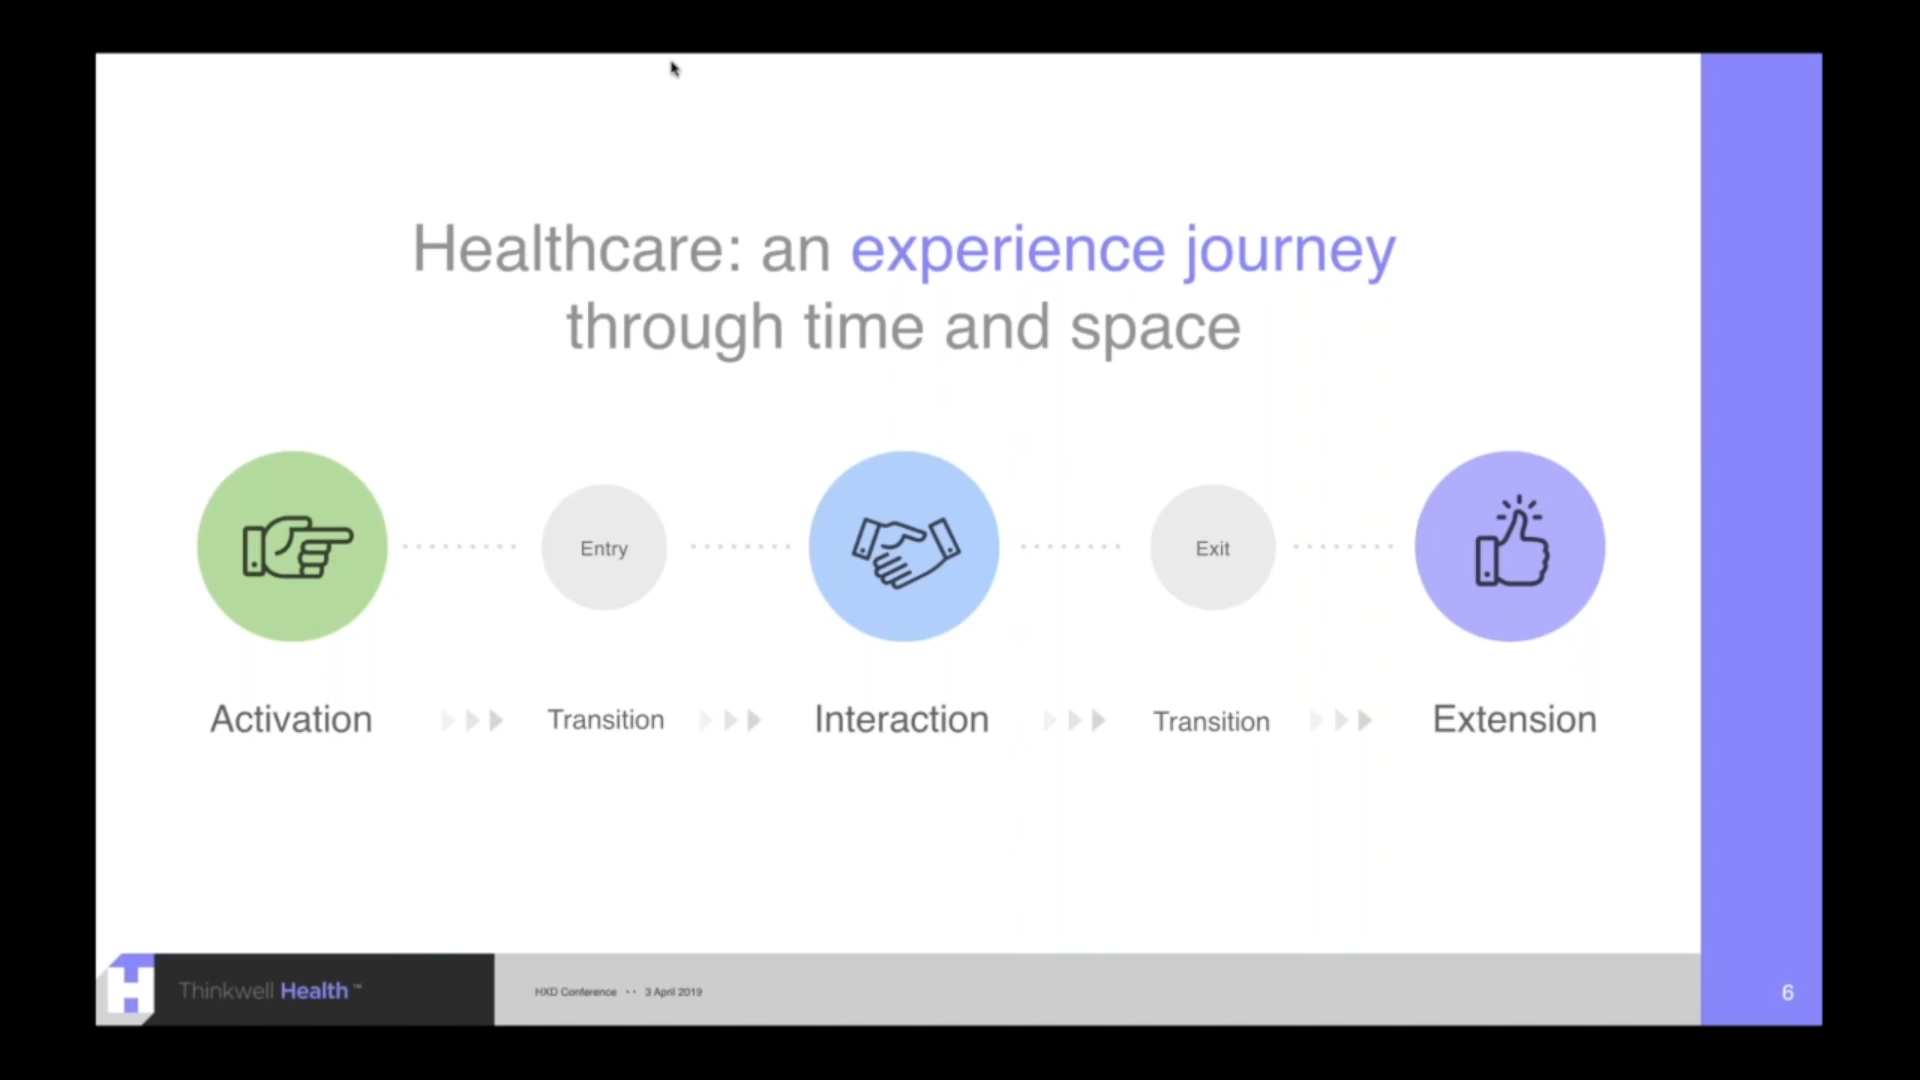 Healthcare: an experience journey
through time and space
Entry
Exit
Activation
Transition
Interaction
Transition
Extension
H
Thinkwell Health™
HXD Conference •• 3 April 2019
6